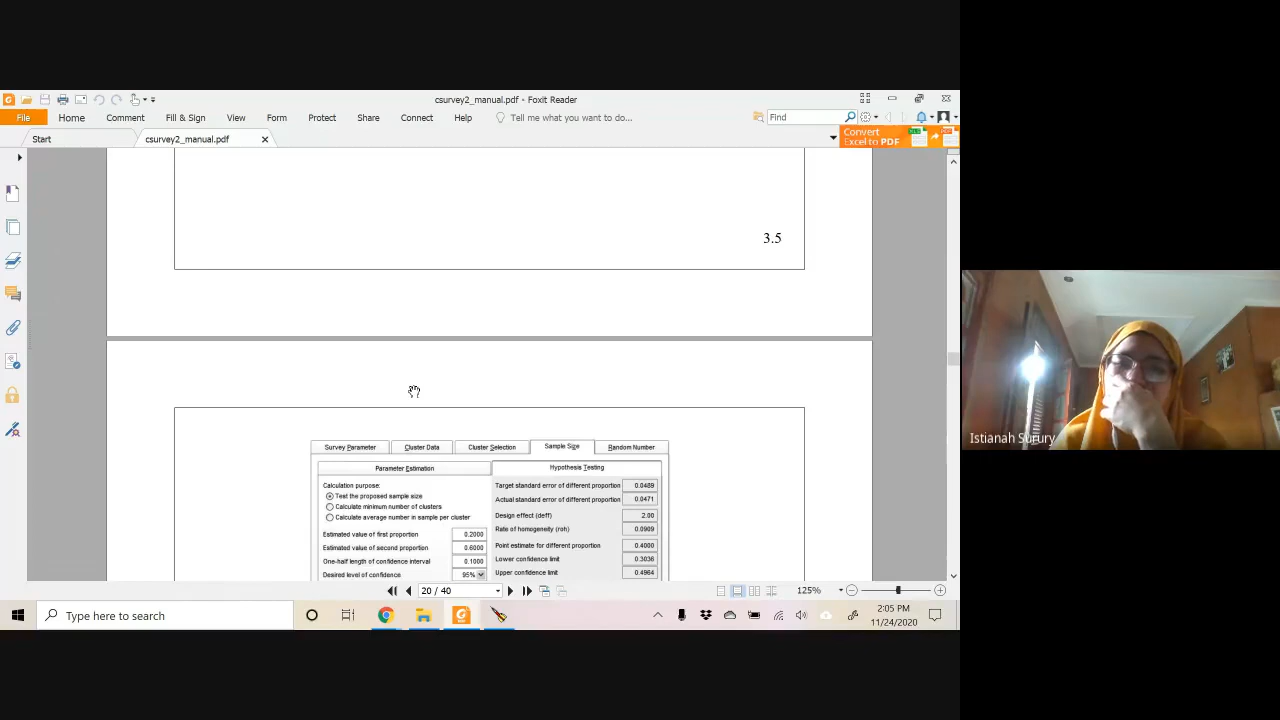 csurvey2_manual.pdf - Foxit Reader
File Home Comment View Form Protect Share Connect Help Tell me what you want to do... Find
Fill & Sign
Start csurvey2_manual.pdf
Convert
Excel to PDF
3.5
Survey Parameter Cluster Data Cluster Selection Sample Size Random Number
Parameter Estimation Hypothesis Testing
Calculation purpose:
Test the proposed sample size
Calculate minimum number of clusters
Calculate average number in sample per cluster
Estimated value of first proportion 0.2000
Estimated value of second proportion 0.6000
One-half length of confidence interval 0.1000
Desired level of confidence 95%
Target standard error of different proportion 0.0489
Actual standard error of different proportion 0.0471
Design effect (deff) 2.00
Rate of homogeneity (roh) 0.0909
Point estimate for different proportion 0.4000
Lower confidence limit 0.3036
Upper confidence limit 0.4964
20 / 40
125%
Type here to search
2:05 PM
11/24/2020
Istianah Surury